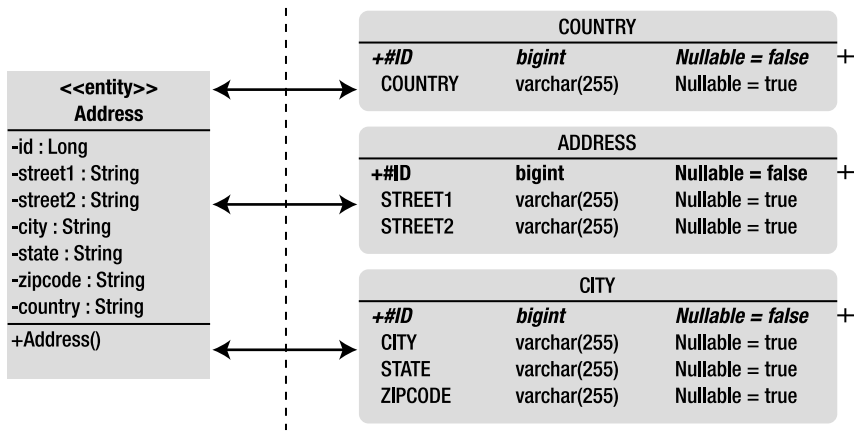 <<entity>>
Address
-id : Long
-street1 : String
-street2 : String
-city : String
-state : String
-zipcode : String
-country : String
+Address()
COUNTRY
+#ID bigint Nullable = false +
COUNTRY varchar(255) Nullable = true
ADDRESS
+#ID bigint Nullable = false +
STREET1 varchar(255) Nullable = true
STREET2 varchar(255) Nullable = true
CITY
+#ID bigint Nullable = false +
CITY varchar(255) Nullable = true
STATE varchar(255) Nullable = true
ZIPCODE varchar(255) Nullable = true